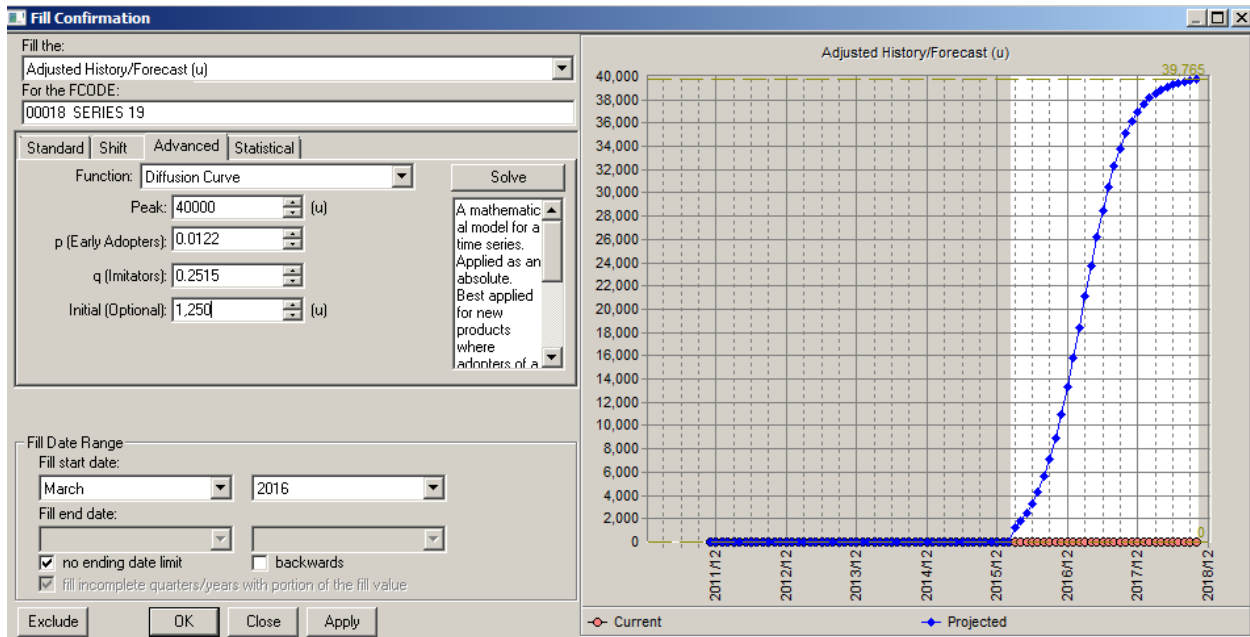 Fill Confirmation
Fill the:
Adjusted History/Forecast (u)
For the FCODE:
00018 SERIES 19
Standard Shift Advanced Statistical
Function: Diffusion Curve
Solve
Peak: 40000 (u)
p (Early Adopters): 0.0122
q (Imitators): 0.2515
Initial (Optional): 1,250 (u)
A mathematic
al model for a
time series.
Applied as an
absolute.
Best applied
for new
products
where
adopters of a
Fill Date Range
Fill start date:
March 2016
Fill end date:
no ending date limit backwards
fill incomplete quarters/years with portion of the fill value
Exclude OK Close Apply
Adjusted History/Forecast (u)
39,765
40,000
38,000
36,000
34,000
32,000
30,000
28,000
26,000
24,000
22,000
20,000
18,000
16,000
14,000
12,000
10,000
8,000
6,000
4,000
2,000
0
0
2011/12
2012/12
2013/12
2014/12
2015/12
2016/12
2017/12
2018/12
Current Projected